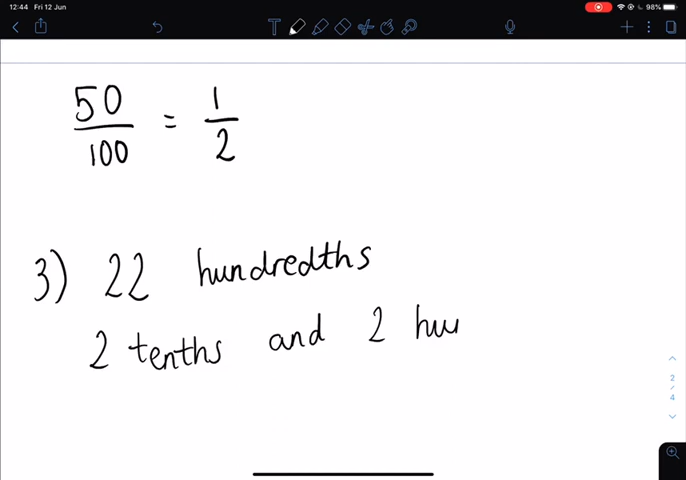 12:44 Fri 12 Jun 98%
50/100 = 1/2
3) 22 hundredths
2 tenths and 2 hun
2/4